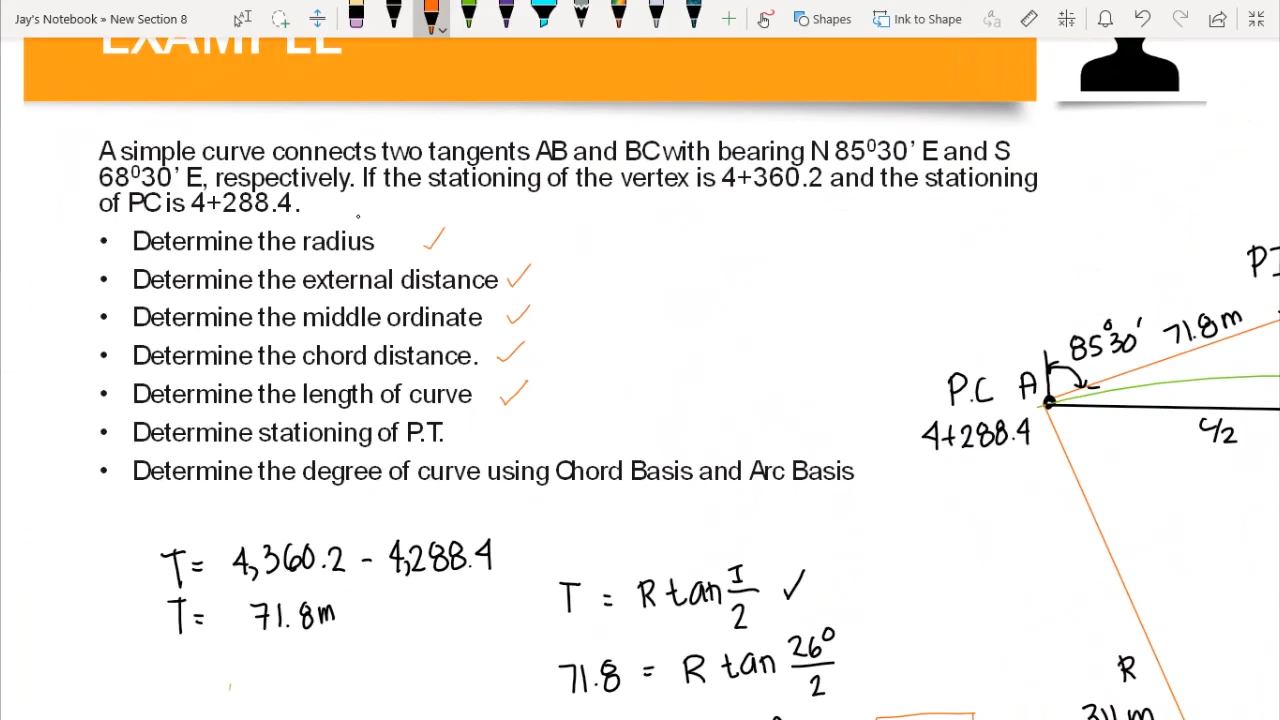 Jay's Notebook » New Section 8
Shapes
Ink to Shape
EXAMPLE
A simple curve connects two tangents AB and BC with bearing N 85⁰30' E and S
68⁰30' E, respectively. If the stationing of the vertex is 4+360.2 and the stationing
of PC is 4+288.4.
• Determine the radius
• Determine the external distance
• Determine the middle ordinate
• Determine the chord distance.
• Determine the length of curve
• Determine stationing of P.T.
• Determine the degree of curve using Chord Basis and Arc Basis
PI
85°30' 71.8m
P.C A
4+288.4
C/2
T = 4,360.2 - 4,288.4
T = 71.8m
T = R tan I/2
71.8 = R tan 26°/2
R
311 m